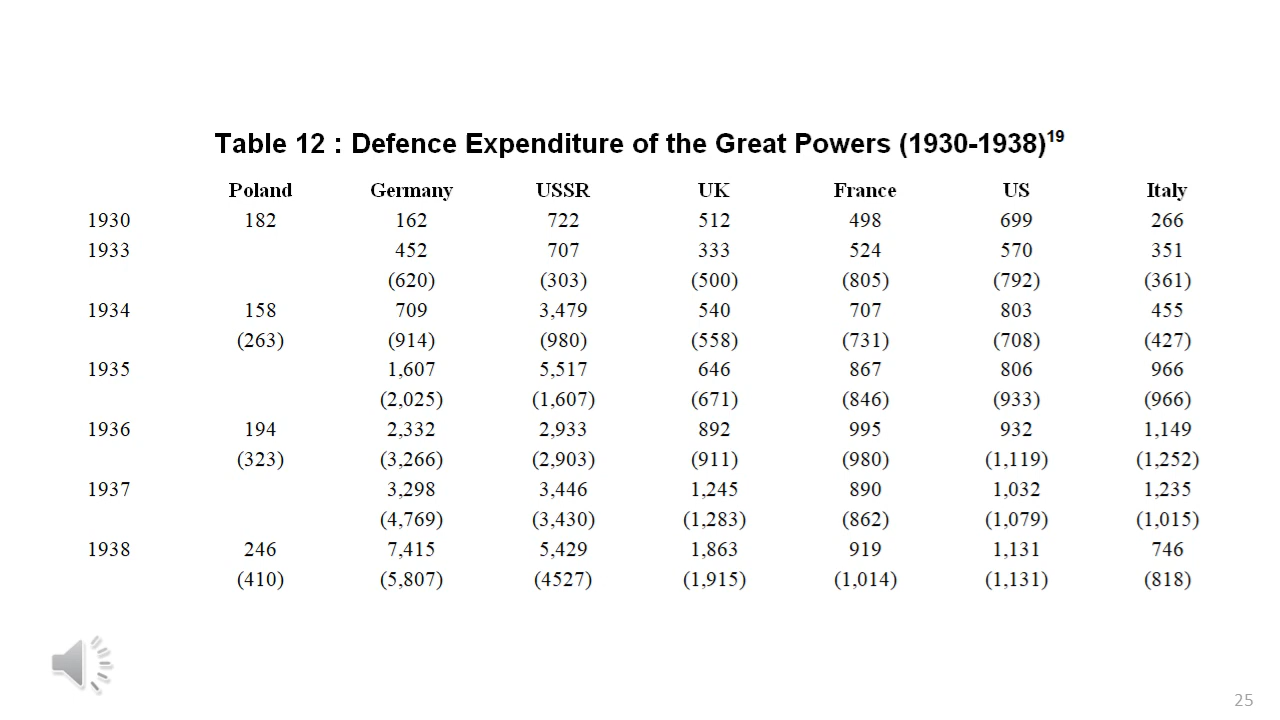 Table 12 : Defence Expenditure of the Great Powers (1930-1938)19
Poland Germany USSR UK France US Italy
1930 182 162 722 512 498 699 266
1933 452 707 333 524 570 351
(620) (303) (500) (805) (792) (361)
1934 158 709 3,479 540 707 803 455
(263) (914) (980) (558) (731) (708) (427)
1935 1,607 5,517 646 867 806 966
(2,025) (1,607) (671) (846) (933) (966)
1936 194 2,332 2,933 892 995 932 1,149
(323) (3,266) (2,903) (911) (980) (1,119) (1,252)
1937 3,298 3,446 1,245 890 1,032 1,235
(4,769) (3,430) (1,283) (862) (1,079) (1,015)
1938 246 7,415 5,429 1,863 919 1,131 746
(410) (5,807) (4527) (1,915) (1,014) (1,131) (818)
25